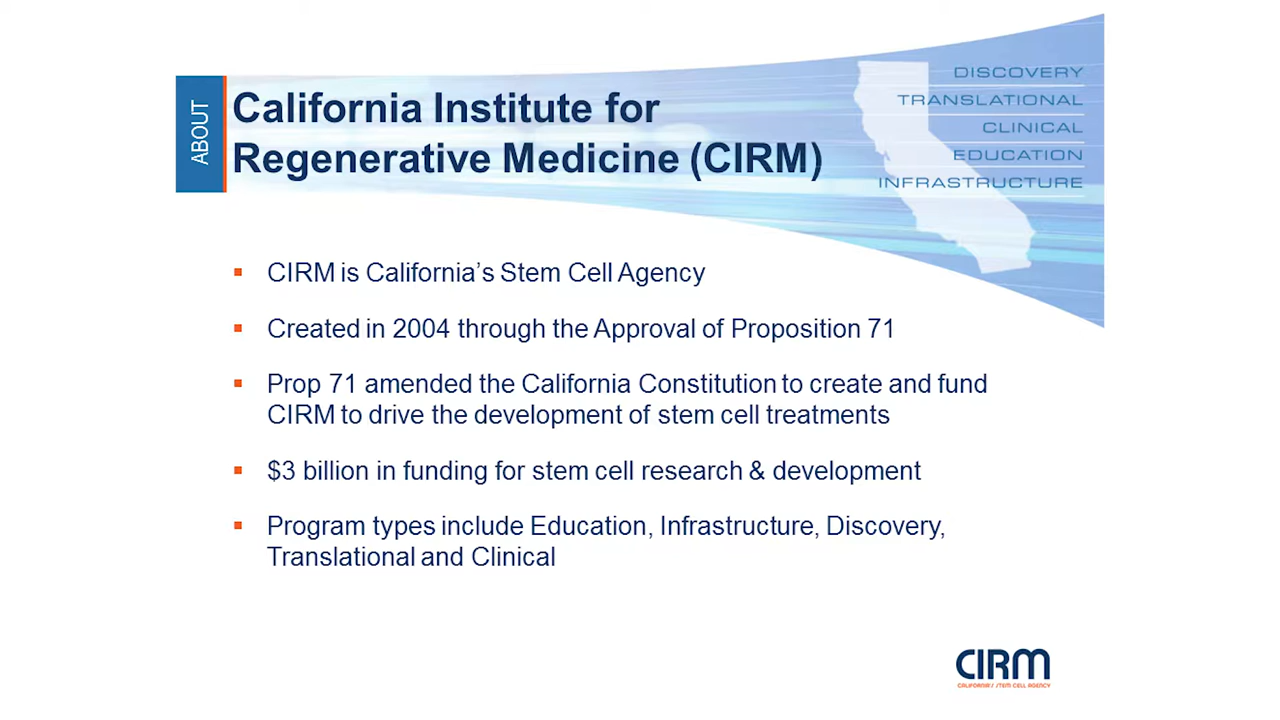 ABOUT
California Institute for
Regenerative Medicine (CIRM)
DISCOVERY
TRANSLATIONAL
CLINICAL
EDUCATION
INFRASTRUCTURE
▪ CIRM is California’s Stem Cell Agency
▪ Created in 2004 through the Approval of Proposition 71
▪ Prop 71 amended the California Constitution to create and fund
CIRM to drive the development of stem cell treatments
▪ $3 billion in funding for stem cell research & development
▪ Program types include Education, Infrastructure, Discovery,
Translational and Clinical
CIRM
CALIFORNIA'S STEM CELL AGENCY